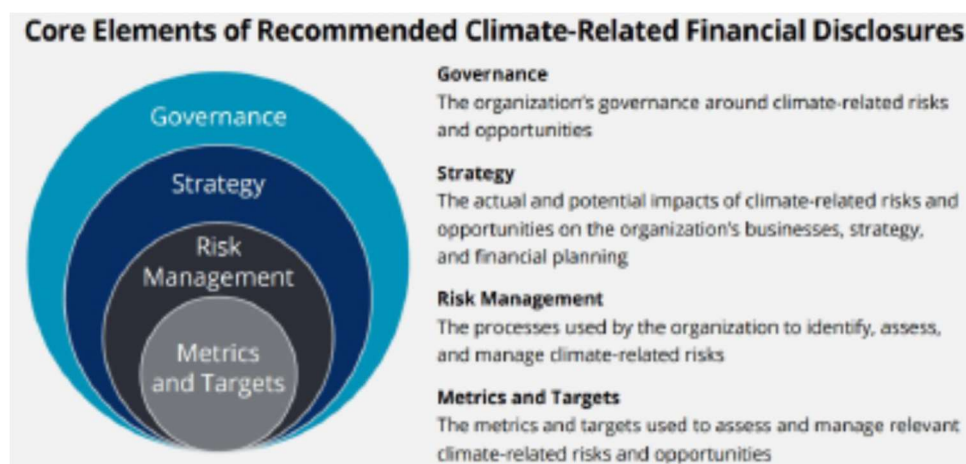 Core Elements of Recommended Climate-Related Financial Disclosures
Governance
Strategy
Risk
Management
Metrics
and Targets
Governance
The organization's governance around climate-related risks
and opportunities
Strategy
The actual and potential impacts of climate-related risks and
opportunities on the organization's businesses, strategy,
and financial planning
Risk Management
The processes used by the organization to identify, assess,
and manage climate-related risks
Metrics and Targets
The metrics and targets used to assess and manage relevant
climate-related risks and opportunities